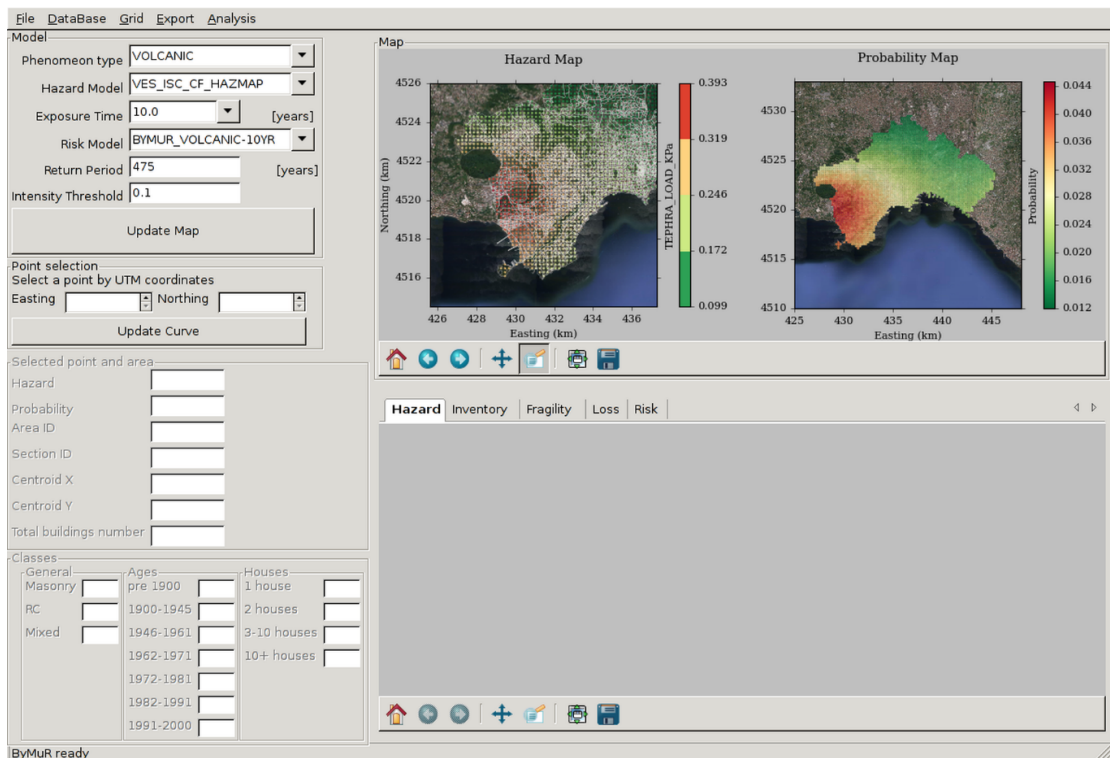 File DataBase Grid Export Analysis
Model
Phenomeon type VOLCANIC
Hazard Model VES_ISC_CF_HAZMAP
Exposure Time 10.0 [years]
Risk Model BYMUR_VOLCANIC-10YR
Return Period 475 [years]
Intensity Threshold 0.1
Update Map
Point selection
Select a point by UTM coordinates
Easting Northing
Update Curve
Selected point and area
Hazard
Probability
Area ID
Section ID
Centroid X
Centroid Y
Total buildings number
Classes
General Ages Houses
Masonry pre 1900 1 house
RC 1900-1945 2 houses
Mixed 1946-1961 3-10 houses
1962-1971 10+ houses
1972-1981
1982-1991
1991-2000
Map
Hazard Map
4526
4524
4522
4520
4518
4516
Northing (km)
426 428 430 432 434 436
Easting (km)
0.393
0.319
0.246
0.172
0.099
TEPHRA_LOAD_KPa
Probability Map
4530
4525
4520
4515
4510
425 430 435 440 445
Easting (km)
0.044
0.040
0.036
0.032
0.028
0.024
0.020
0.016
0.012
Probability
Hazard Inventory Fragility Loss Risk
ByMuR ready